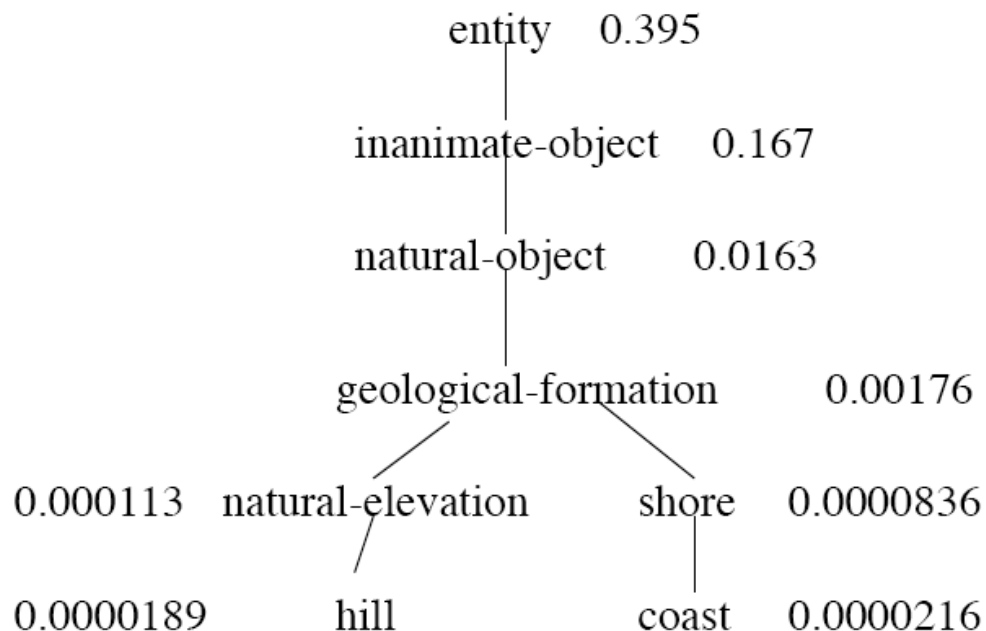 entity 0.395
inanimate-object 0.167
natural-object 0.0163
geological-formation 0.00176
0.000113 natural-elevation shore 0.0000836
0.0000189 hill coast 0.0000216